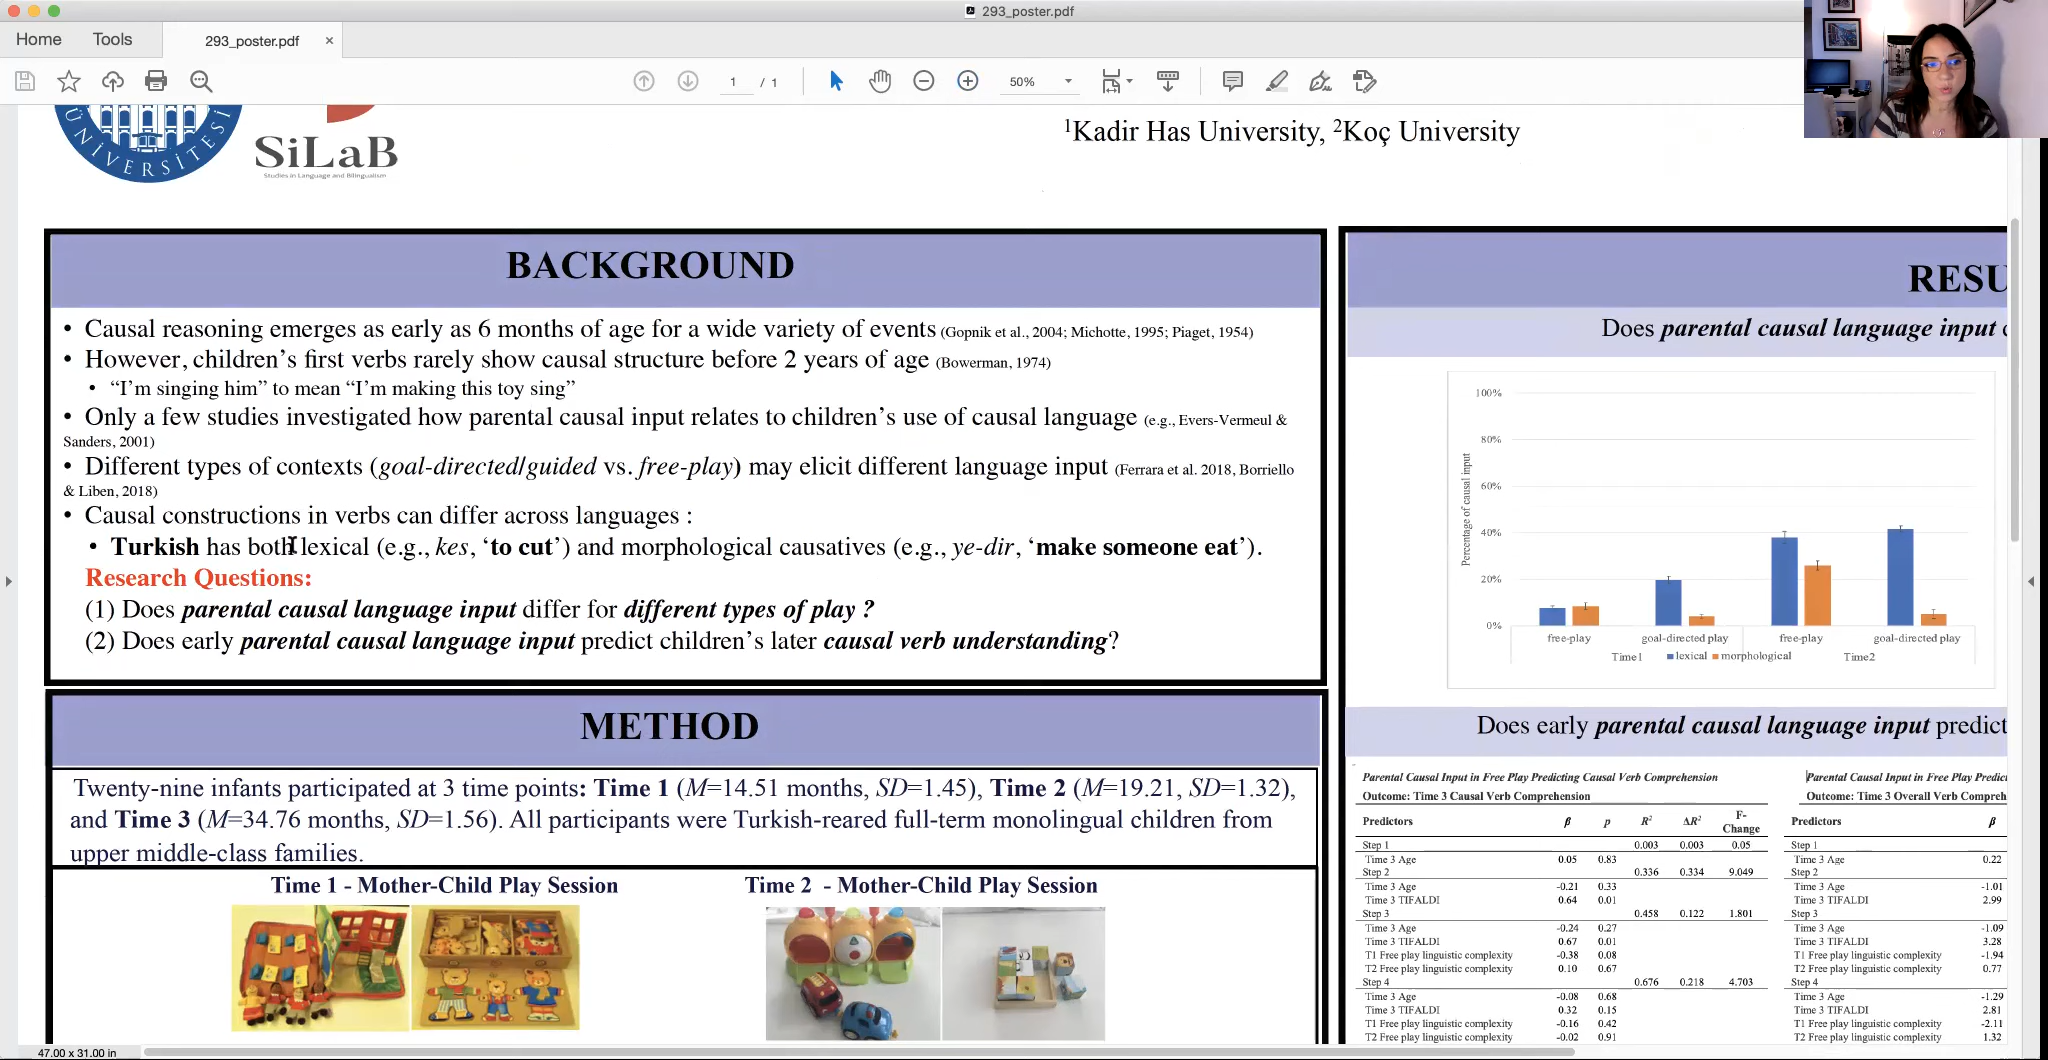 293_poster.pdf
Home
Tools
293_poster.pdf ×
1 / 1
50%
ÜNİVERSİTESİ
SiLaB
Studies in Language and Bilingualism
¹Kadir Has University, ²Koç University
BACKGROUND
• Causal reasoning emerges as early as 6 months of age for a wide variety of events (Gopnik et al., 2004; Michotte, 1995; Piaget, 1954)
• However, children’s first verbs rarely show causal structure before 2 years of age (Bowerman, 1974)
• “I’m singing him” to mean “I’m making this toy sing”
• Only a few studies investigated how parental causal input relates to children’s use of causal language (e.g., Evers-Vermeul &
Sanders, 2001)
• Different types of contexts (goal-directed/guided vs. free-play) may elicit different language input (Ferrara et al. 2018, Borriello
& Liben, 2018)
• Causal constructions in verbs can differ across languages :
• Turkish has both lexical (e.g., kes, ‘to cut’) and morphological causatives (e.g., ye-dir, ‘make someone eat’).
Research Questions:
(1) Does parental causal language input differ for different types of play ?
(2) Does early parental causal language input predict children’s later causal verb understanding?
METHOD
Twenty-nine infants participated at 3 time points: Time 1 (M=14.51 months, SD=1.45), Time 2 (M=19.21, SD=1.32),
and Time 3 (M=34.76 months, SD=1.56). All participants were Turkish-reared full-term monolingual children from
upper middle-class families.
Time 1 - Mother-Child Play Session
Time 2 - Mother-Child Play Session
RESU
Does parental causal language input
100%
80%
60%
40%
20%
0%
Percentage of causal input
free-play
goal-directed play
free-play
goal-directed play
Time1
lexical
morphological
Time2
Does early parental causal language input predict
Parental Causal Input in Free Play Predicting Causal Verb Comprehension
Outcome: Time 3 Causal Verb Comprehension
Predictors β p R² ΔR² F-Change
Step 1 0.003 0.003 0.05
Time 3 Age 0.05 0.83
Step 2 0.336 0.334 9.049
Time 3 Age -0.21 0.33
Time 3 TIFALDI 0.64 0.01
Step 3 0.458 0.122 1.801
Time 3 Age -0.24 0.27
Time 3 TIFALDI 0.67 0.01
T1 Free play linguistic complexity -0.38 0.08
T2 Free play linguistic complexity 0.10 0.67
Step 4 0.676 0.218 4.703
Time 3 Age -0.08 0.68
Time 3 TIFALDI 0.32 0.15
T1 Free play linguistic complexity -0.16 0.42
T2 Free play linguistic complexity -0.02 0.91
Parental Causal Input in Free Play Predic
Outcome: Time 3 Overall Verb Compreh
Predictors β
Step 1
Time 3 Age 0.22
Step 2
Time 3 Age -1.01
Time 3 TIFALDI 2.99
Step 3
Time 3 Age -1.09
Time 3 TIFALDI 3.28
T1 Free play linguistic complexity -1.94
T2 Free play linguistic complexity 0.77
Step 4
Time 3 Age -1.29
Time 3 TIFALDI 2.81
T1 Free play linguistic complexity -2.11
T2 Free play linguistic complexity 1.32
47.00 x 31.00 in